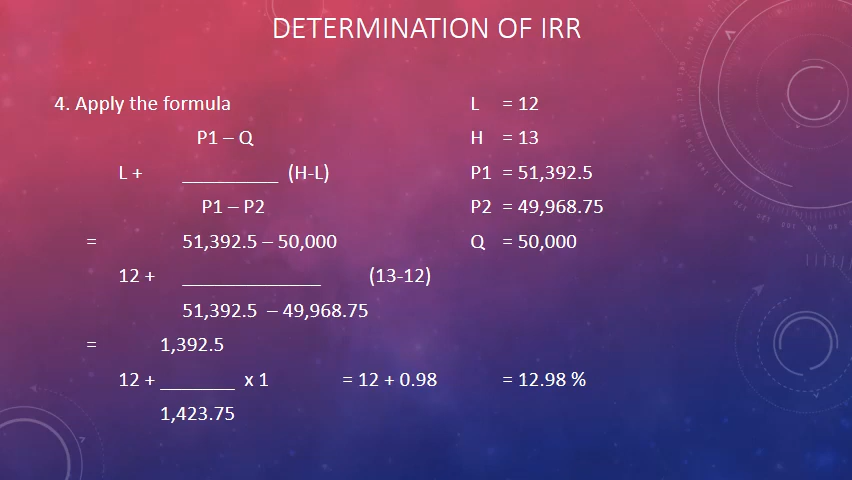 DETERMINATION OF IRR
4. Apply the formula
P1 – Q
L + _________ (H-L)
P1 – P2
= 51,392.5 – 50,000
12 + _____________ (13-12)
51,392.5 – 49,968.75
= 1,392.5
12 + _______ x 1 = 12 + 0.98 = 12.98 %
1,423.75
L = 12
H = 13
P1 = 51,392.5
P2 = 49,968.75
Q = 50,000